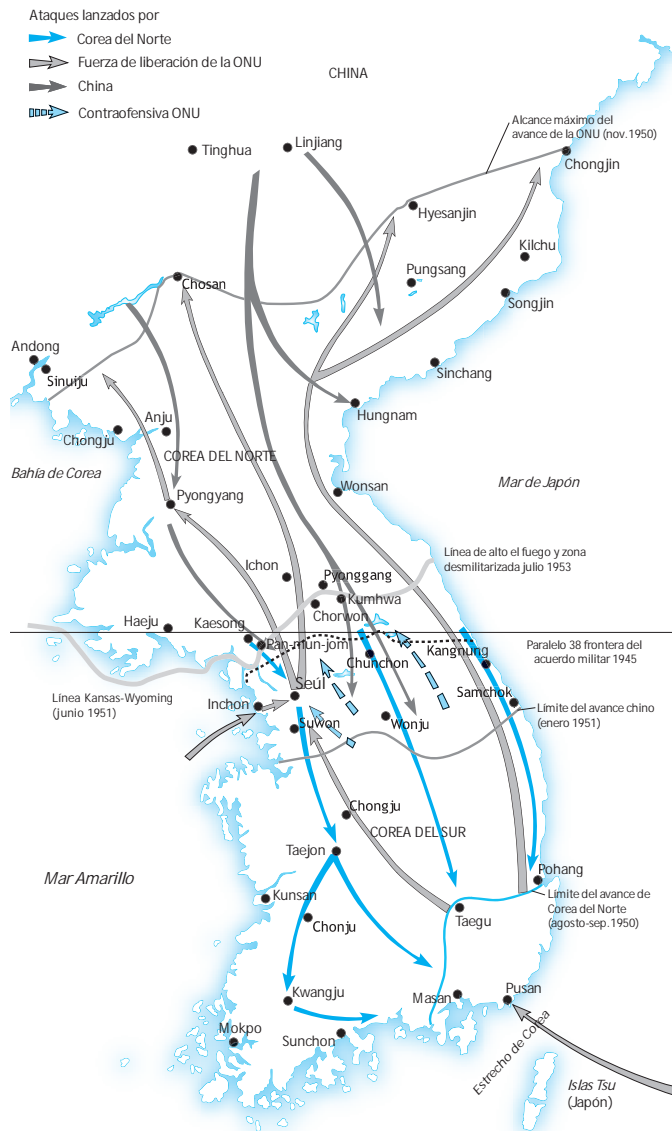 Ataques lanzados por
Corea del Norte
Fuerza de liberación de la ONU
China
Contraofensiva ONU
CHINA
Alcance máximo del
avance de la ONU (nov.1950)
Tinghua
Linjiang
Chongjin
Hyesanjin
Kilchu
Pungsang
Chosan
Songjin
Andong
Sinuiju
Sinchang
Hungnam
Anju
Chongju
COREA DEL NORTE
Bahía de Corea
Mar de Japón
Wonsan
Pyongyang
Línea de alto el fuego y zona
desmilitarizada julio 1953
Ichon
Pyonggang
Kumhwa
Chorwon
Haeju
Kaesong
Pan-mun-jom
Kangnung
Paralelo 38 frontera del
acuerdo militar 1945
Chunchon
Seúl
Samchok
Línea Kansas-Wyoming
(junio 1951)
Inchon
Límite del avance chino
(enero 1951)
Suwon
Wonju
Chongju
COREA DEL SUR
Taejon
Mar Amarillo
Pohang
Kunsan
Límite del avance de
Corea del Norte
(agosto-sep.1950)
Chonju
Taegu
Kwangju
Masan
Pusan
Mokpo
Sunchon
Estrecho de Corea
Islas Tsu
(Japón)